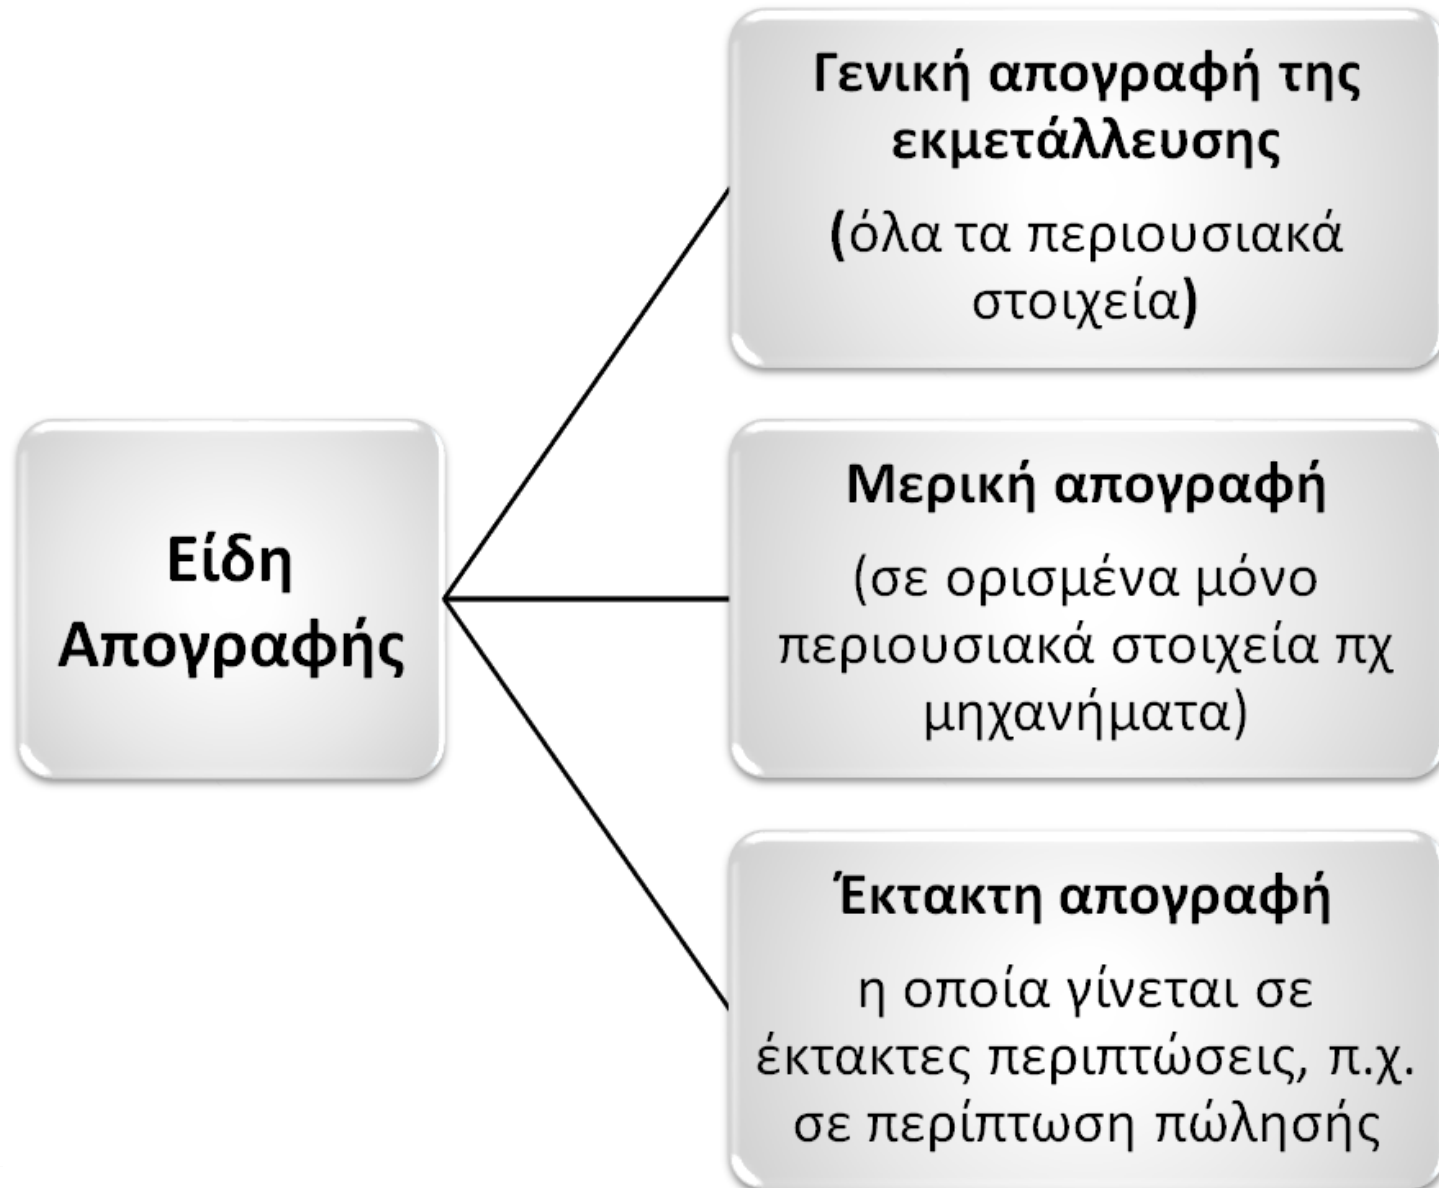 Είδη
Απογραφής
Γενική απογραφή της
εκμετάλλευσης
(όλα τα περιουσιακά
στοιχεία)
Μερική απογραφή
(σε ορισμένα μόνο
περιουσιακά στοιχεία πχ
μηχανήματα)
Έκτακτη απογραφή
η οποία γίνεται σε
έκτακτες περιπτώσεις, π.χ.
σε περίπτωση πώλησής